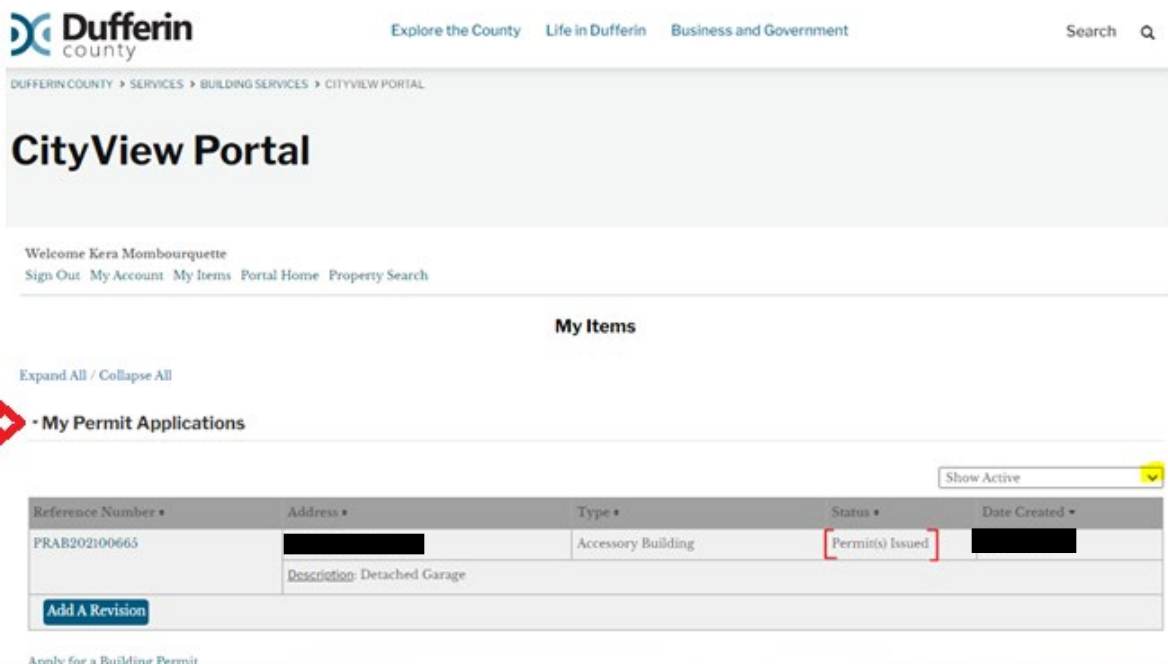 Dufferin
county
Explore the County Life in Dufferin Business and Government Search
DUFFERIN COUNTY > SERVICES > BUILDING SERVICES > CITYVIEW PORTAL
CityView Portal
Welcome Kera Mombourquette
Sign Out My Account My Items Portal Home Property Search
My Items
Expand All / Collapse All
My Permit Applications
Show Active
Reference Number Address Type Status Date Created
PRAB202100665 Accessory Building Permit(s) Issued
Description: Detached Garage
Add A Revision
Apply for a Building Permit